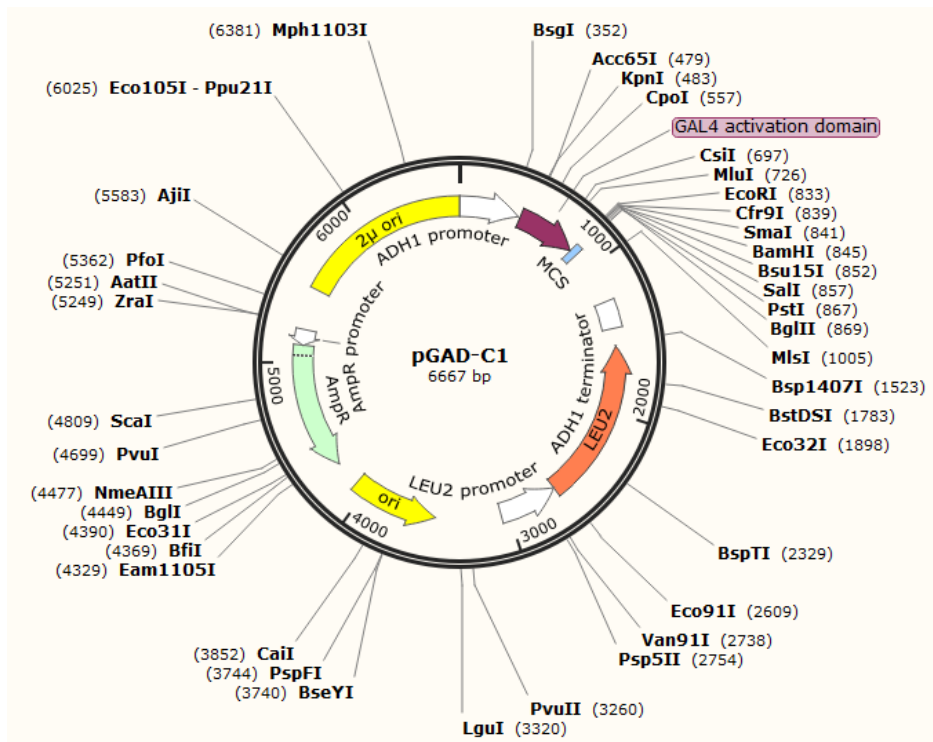 (6381) Mph1103I
(6025) Eco105I - Ppu21I
(5583) AjiI
(5362) PfoI
(5251) AatII
(5249) ZraI
(4809) ScaI
(4699) PvuI
(4477) NmeAIII
(4449) BglI
(4390) Eco31I
(4369) BfiI
(4329) Eam1105I
(3852) CaiI
(3744) PspFI
(3740) BseYI
BsgI (352)
Acc65I (479)
KpnI (483)
CpoI (557)
GAL4 activation domain
CsiI (697)
MluI (726)
EcoRI (833)
Cfr9I (839)
SmaI (841)
BamHI (845)
Bsu15I (852)
SalI (857)
PstI (867)
BglII (869)
MlsI (1005)
Bsp1407I (1523)
BstDSI (1783)
Eco32I (1898)
BspTI (2329)
Eco91I (2609)
Van91I (2738)
Psp5II (2754)
PvuII (3260)
LguI (3320)
1000
2000
3000
4000
5000
6000
2µ ori
ADH1 promoter
MCS
ADH1 terminator
LEU2
LEU2 promoter
ori
AmpR
AmpR promoter
pGAD-C1
6667 bp